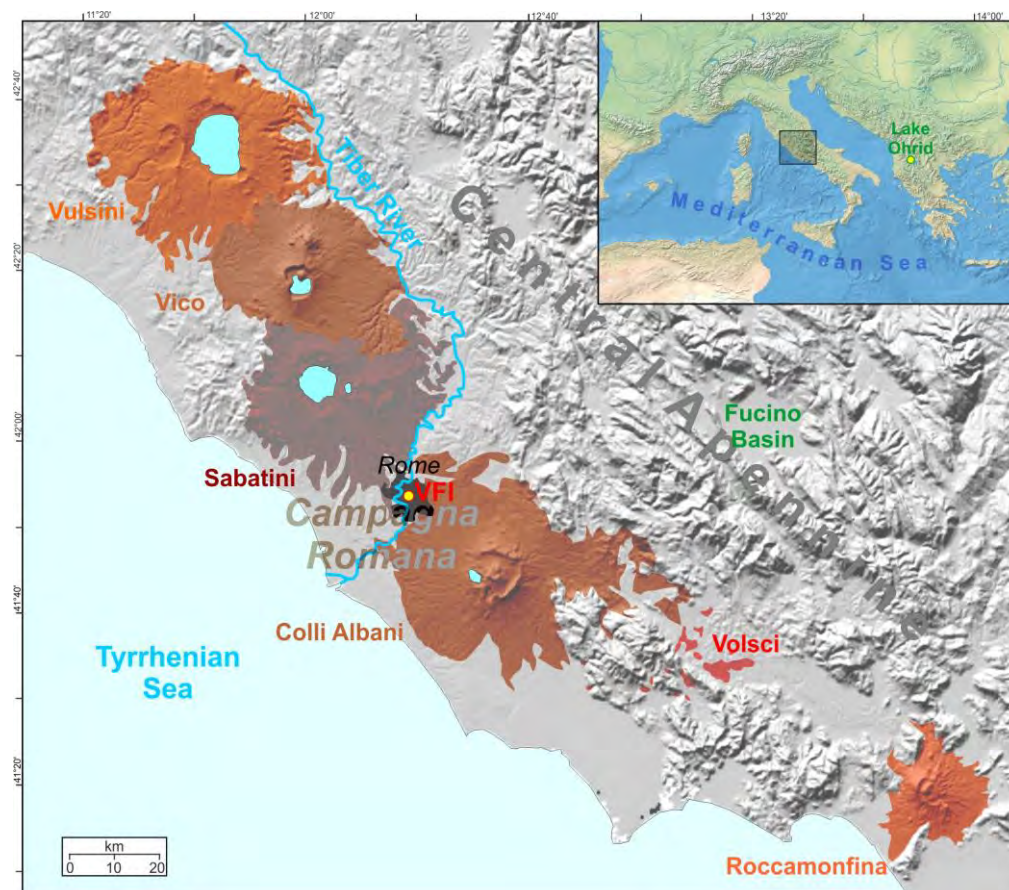 11°20'
12°00'
12°40'
13°20'
14°00'
42°40'
42°20'
42°00'
41°40'
41°20'
Lake
Ohrid
Mediterranean Sea
Tiber River
Central Apennine
Vulsini
Vico
Fucino
Basin
Sabatini
Rome
VFI
Campagna
Romana
Colli Albani
Volsci
Tyrrhenian
Sea
km
0 10 20
Roccamonfina